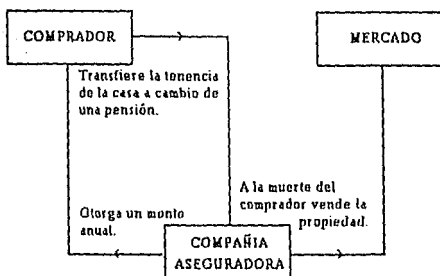 COMPRADOR
MERCADO
Transfiere la tenencia
de la casa a cambio de
una pensión.
A la muerte del
comprador vende la
propiedad.
Otorga un monto
anual.
COMPAÑIA
ASEGURADORA